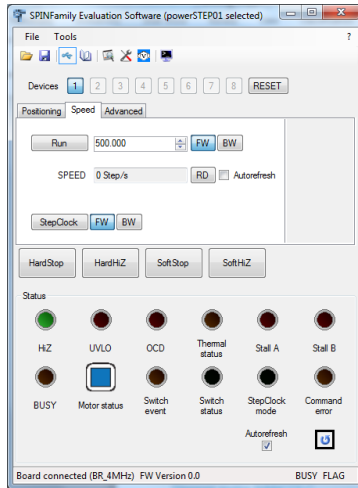 SPINFamily Evaluation Software (powerSTEP01 selected)
File Tools ?
Devices 1 2 3 4 5 6 7 8 RESET
Positioning Speed Advanced
Run 500.000 FW BW
SPEED 0 Step/s RD Autorefresh
StepClock FW BW
HardStop HardHiZ SoftStop SoftHiZ
Status
HiZ UVLO OCD Thermal status Stall A Stall B
BUSY Motor status Switch event Switch status StepClock mode Command error
Autorefresh
Board connected (BR_4MHz) FW Version 0.0 BUSY FLAG